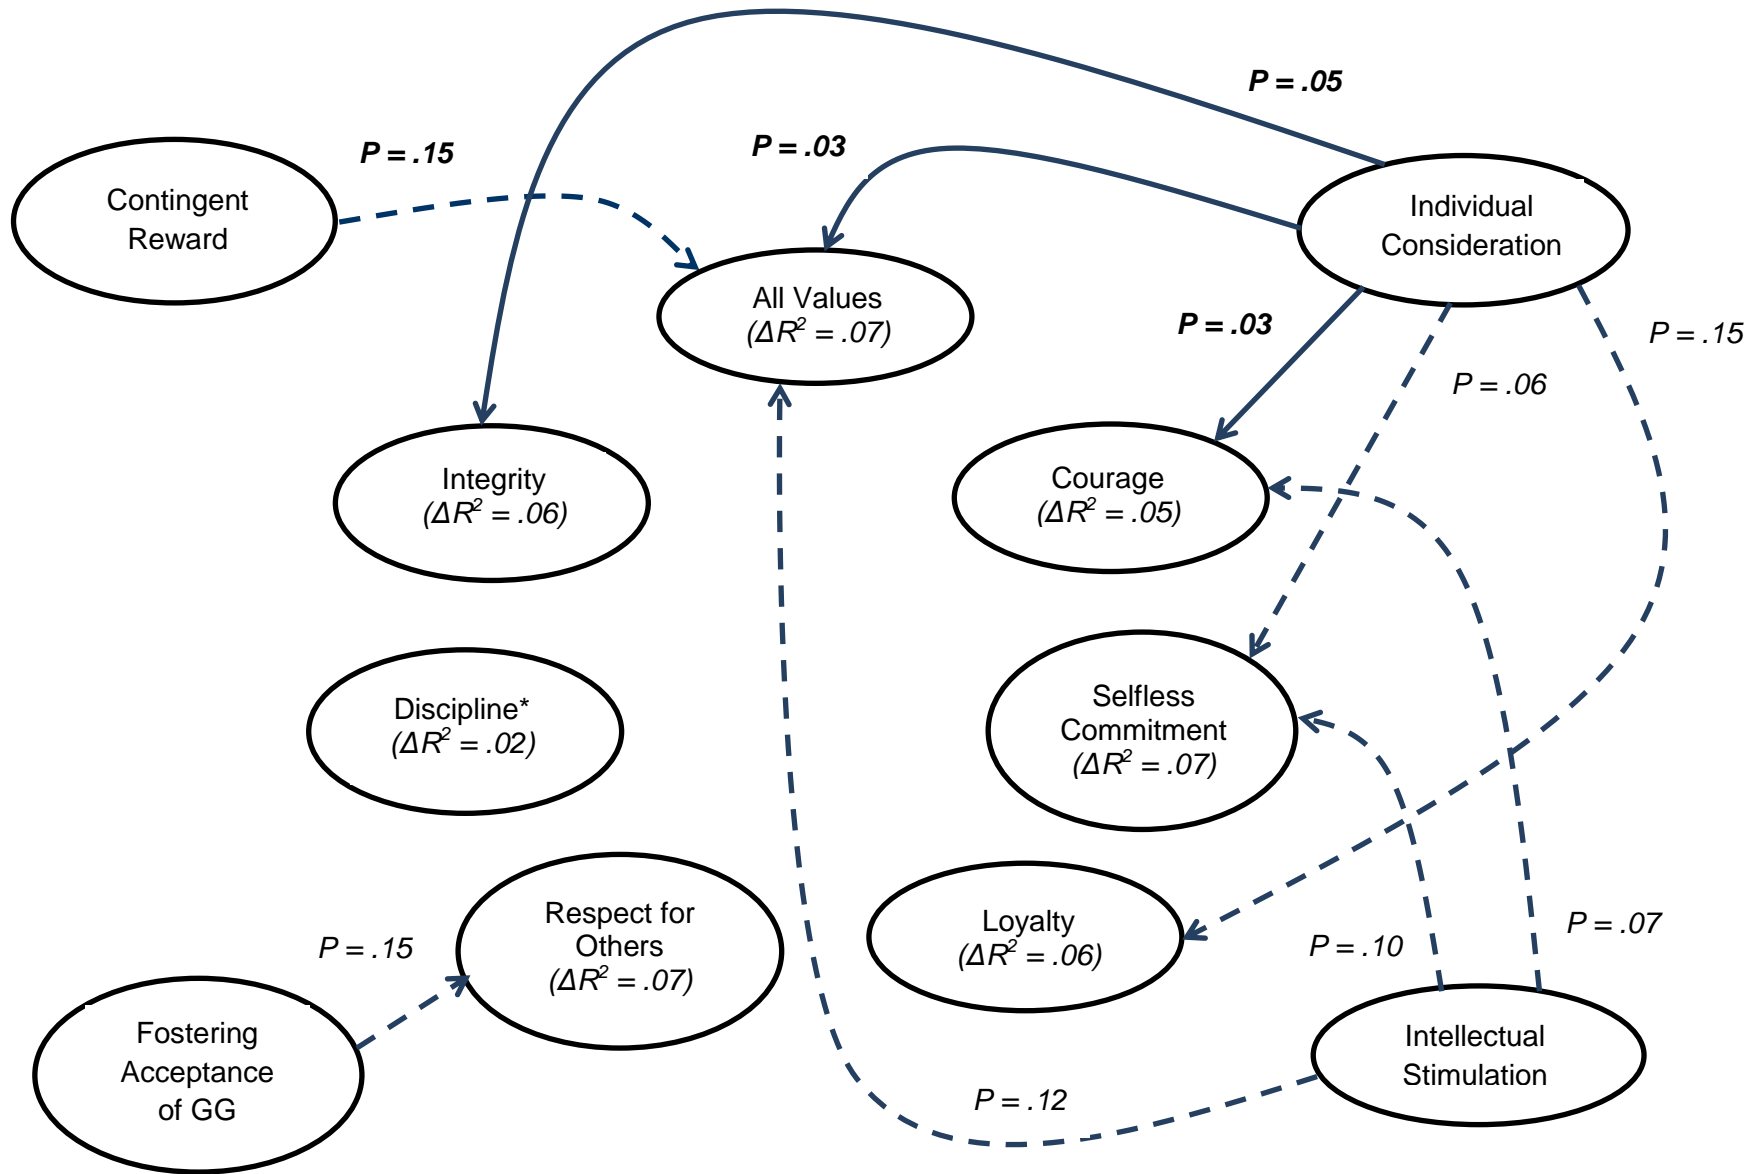 P = .05
P = .15
P = .03
Contingent
Reward
Individual
Consideration
All Values
(ΔR² = .07)
P = .03
P = .15
P = .06
Integrity
(ΔR² = .06)
Courage
(ΔR² = .05)
Discipline*
(ΔR² = .02)
Selfless
Commitment
(ΔR² = .07)
Respect for
Others
(ΔR² = .07)
Loyalty
(ΔR² = .06)
P = .15
P = .10
P = .07
Fostering
Acceptance
of GG
P = .12
Intellectual
Stimulation